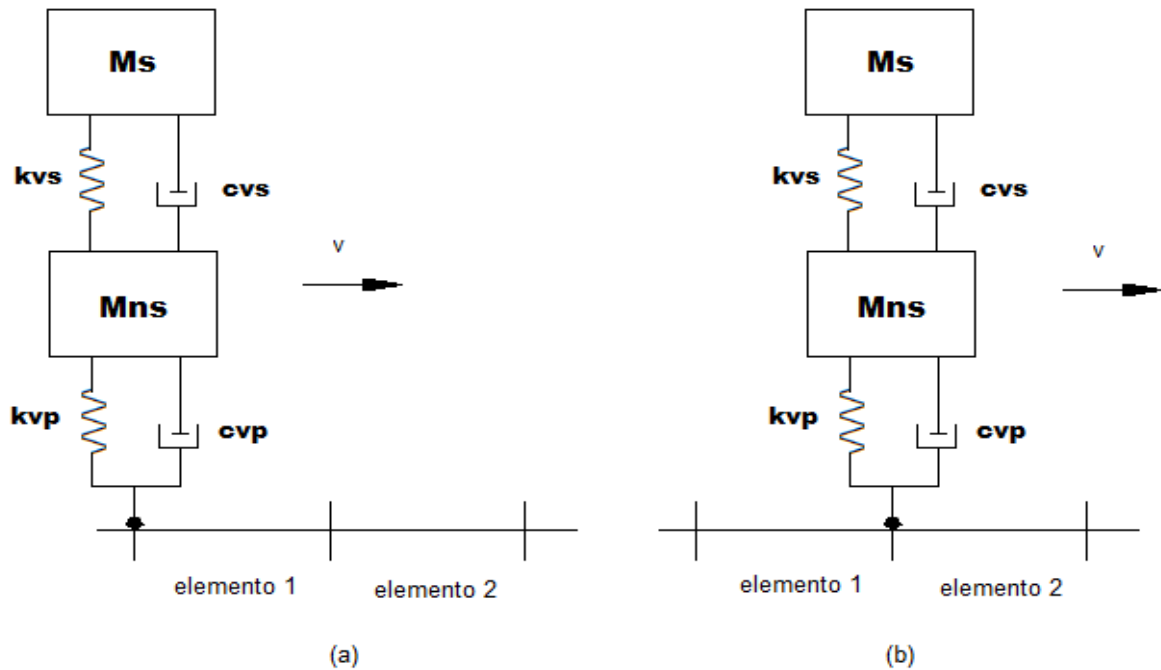 Ms
kvs
cvs
v
Mns
kvp
cvp
elemento 1
elemento 2
(a)
Ms
kvs
cvs
v
Mns
kvp
cvp
elemento 1
elemento 2
(b)